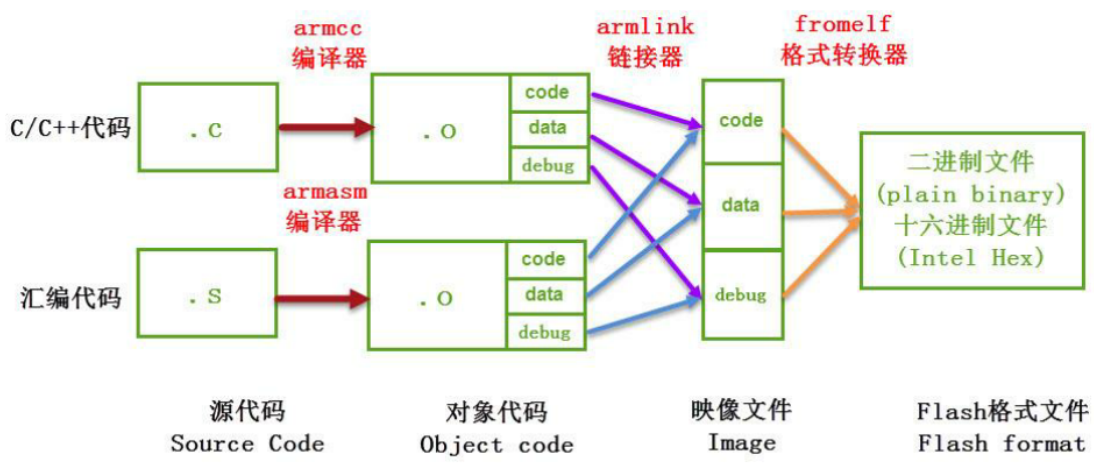 armcc
编译器
armlink
链接器
fromelf
格式转换器
C/C++代码
.c
.o
code
data
debug
armasm
编译器
汇编代码
.s
.o
code
data
debug
code
data
debug
二进制文件
(plain binary)
十六进制文件
(Intel Hex)
源代码
Source Code
对象代码
Object code
映像文件
Image
Flash格式文件
Flash format